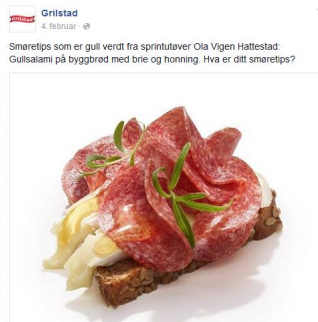 Grilstad
Grilstad
4. februar
Smøretips som er gull verdt fra sprintutøver Ola Vigen Hattestad:
Gullsalami på byggbrød med brie og honning. Hva er ditt smøretips?